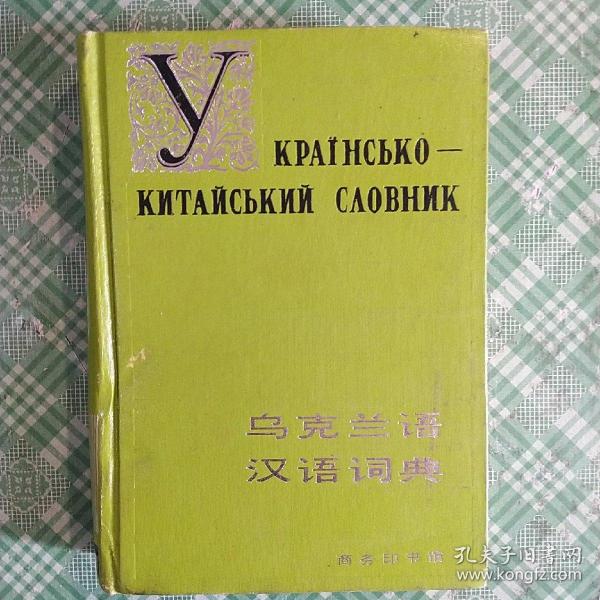 УКРАЇНСЬКО—
КИТАЙСЬКИЙ СЛОВНИК
乌克兰语
汉语词典
商务印书馆
孔夫子旧书网
www.kongfz.com